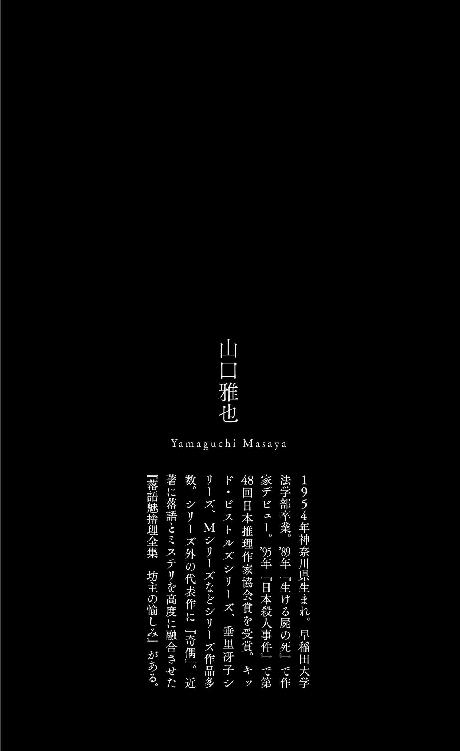 山口雅也
Yamaguchi Masaya
1954年神奈川県生まれ。早稲田大学
法学部卒業。'89年『生ける屍の死』で作
家デビュー。'95年『日本殺人事件』で第
48回日本推理作家協会賞を受賞。キッ
ド・ピストルズシリーズ、垂里冴子シ
リーズ、Mシリーズなどシリーズ作品多
数。シリーズ外の代表作に『奇偶』。近
著に落語とミステリを高度に融合させた
『落語魅捨理全集 坊主の愉しみ』がある。